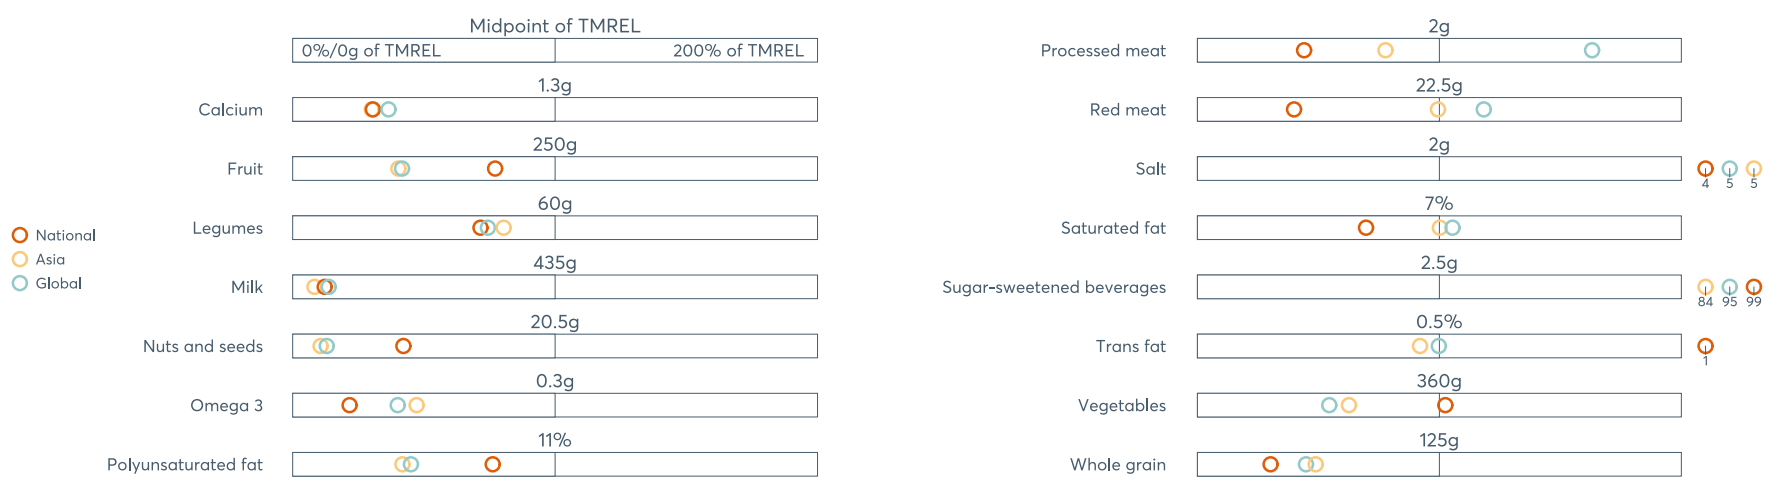 Midpoint of TMREL
0%/0g of TMREL 200% of TMREL
1.3g
Calcium
250g
Fruit
60g
Legumes
435g
Milk
20.5g
Nuts and seeds
0.3g
Omega 3
11%
Polyunsaturated fat
National
Asia
Global
2g
Processed meat
22.5g
Red meat
2g
Salt
4 5 5
7%
Saturated fat
2.5g
Sugar-sweetened beverages
84 95 99
0.5%
Trans fat
1
360g
Vegetables
125g
Whole grain